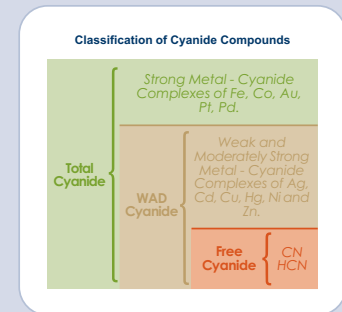 Classification of Cyanide Compounds
Strong Metal - Cyanide
Complexes of Fe, Co, Au,
Pt, Pd.
Total
Cyanide
Weak and
Moderately Strong
Metal - Cyanide
Complexes of Ag,
Cd, Cu, Hg, Ni and
Zn.
WAD
Cyanide
Free
Cyanide
CN
HCN